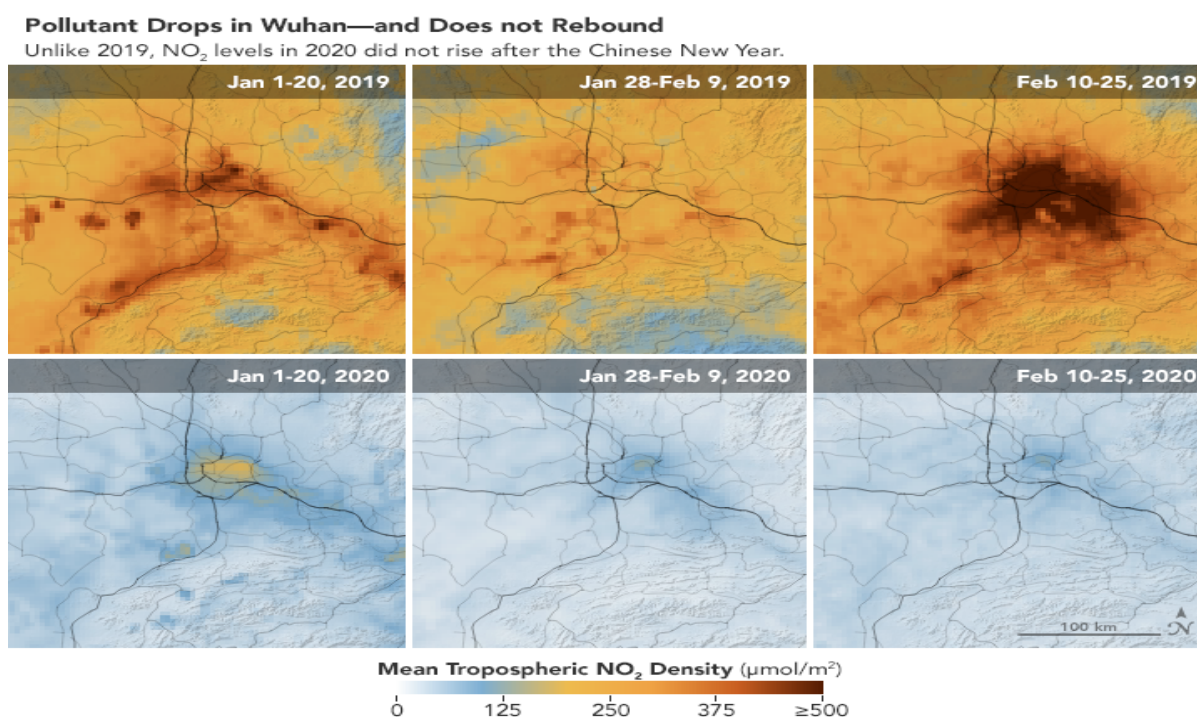 Pollutant Drops in Wuhan—and Does not Rebound
Unlike 2019, NO₂ levels in 2020 did not rise after the Chinese New Year.
Jan 1-20, 2019
Jan 28-Feb 9, 2019
Feb 10-25, 2019
Jan 1-20, 2020
Jan 28-Feb 9, 2020
Feb 10-25, 2020
100 km
N
Mean Tropospheric NO₂ Density (µmol/m²)
0 125 250 375 ≥500